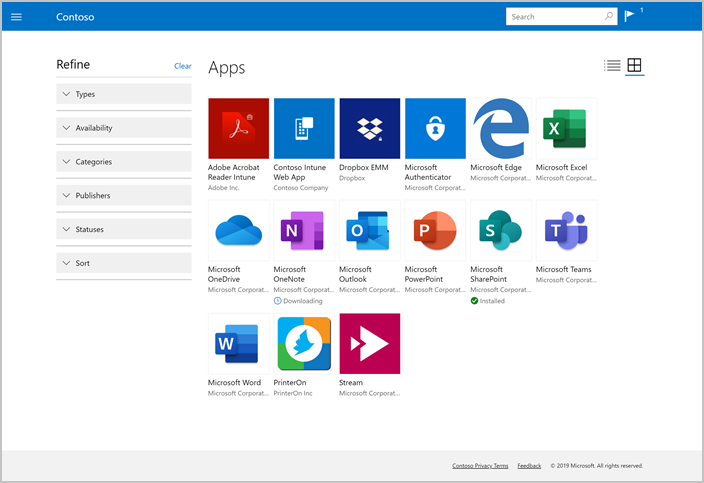 Contoso
Search
1
Refine
Clear
Types
Availability
Categories
Publishers
Statuses
Sort
Apps
Adobe Acrobat
Reader Intune
Adobe Inc.
Contoso Intune
Web App
Contoso Company
Dropbox EMM
Dropbox
Microsoft
Authenticator
Microsoft Corporat...
Microsoft Edge
Microsoft Corporat...
X
Microsoft Excel
Microsoft Corporat...
Microsoft
OneDrive
Microsoft Corporat...
N
Microsoft
OneNote
Microsoft Corporat...
Downloading
O
Microsoft
Outlook
Microsoft Corporat...
P
Microsoft
PowerPoint
Microsoft Corporat...
S
Microsoft
SharePoint
Microsoft Corporat...
Installed
T
Microsoft Teams
Microsoft Corporat...
W
Microsoft Word
Microsoft Corporat...
PrinterOn
PrinterOn Inc
Stream
Microsoft Corporat...
Contoso Privacy Terms Feedback © 2019 Microsoft. All rights reserved.